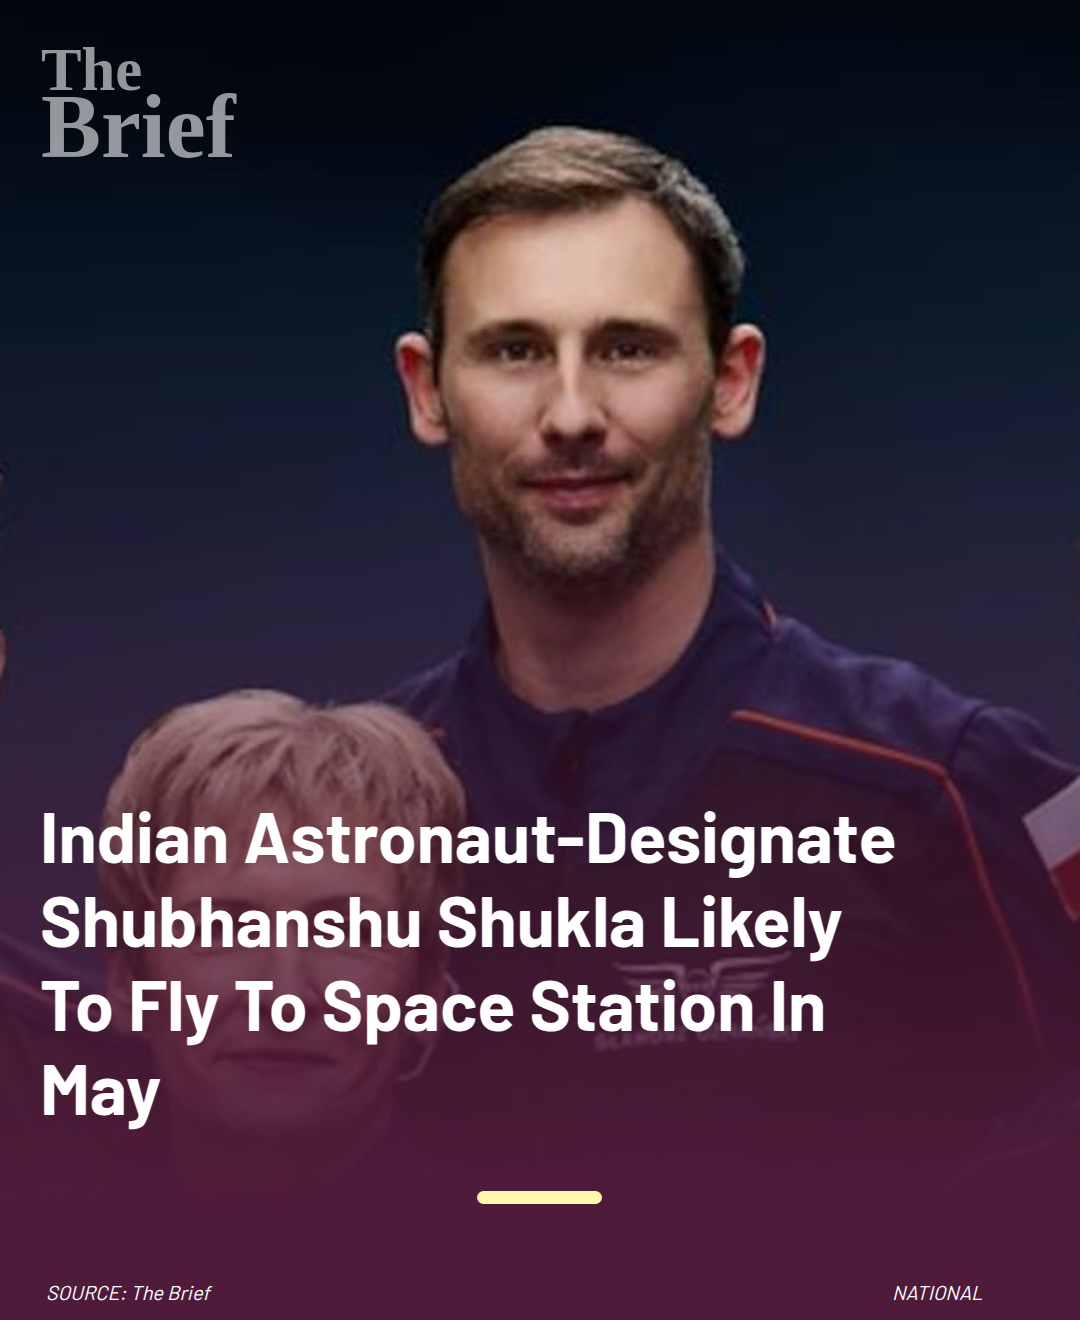 The
Brief
Indian Astronaut-Designate
Shubhanshu Shukla Likely
To Fly To Space Station In
May
SOURCE: The Brief
NATIONAL